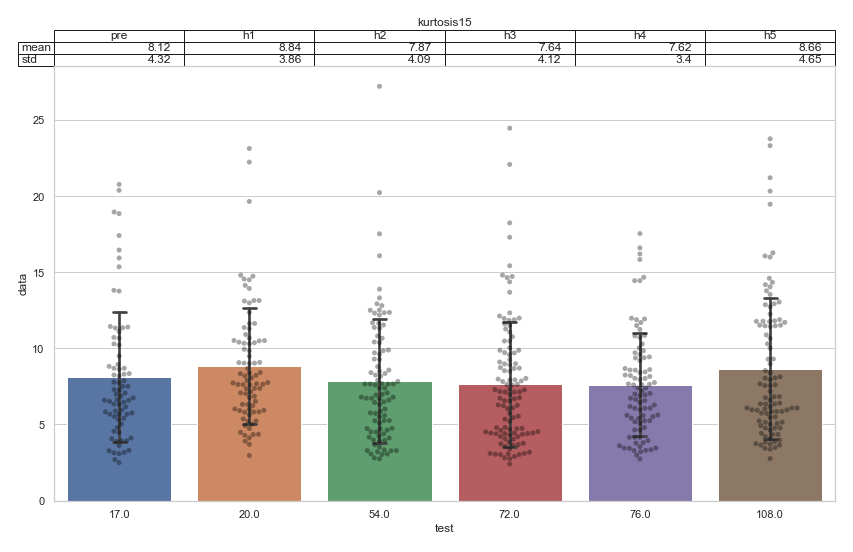 kurtosis15
pre h1 h2 h3 h4 h5
mean 8.12 8.84 7.87 7.64 7.62 8.66
std 4.32 3.86 4.09 4.12 3.4 4.65
25
20
15
10
5
0
data
17.0 20.0 54.0 72.0 76.0 108.0
test